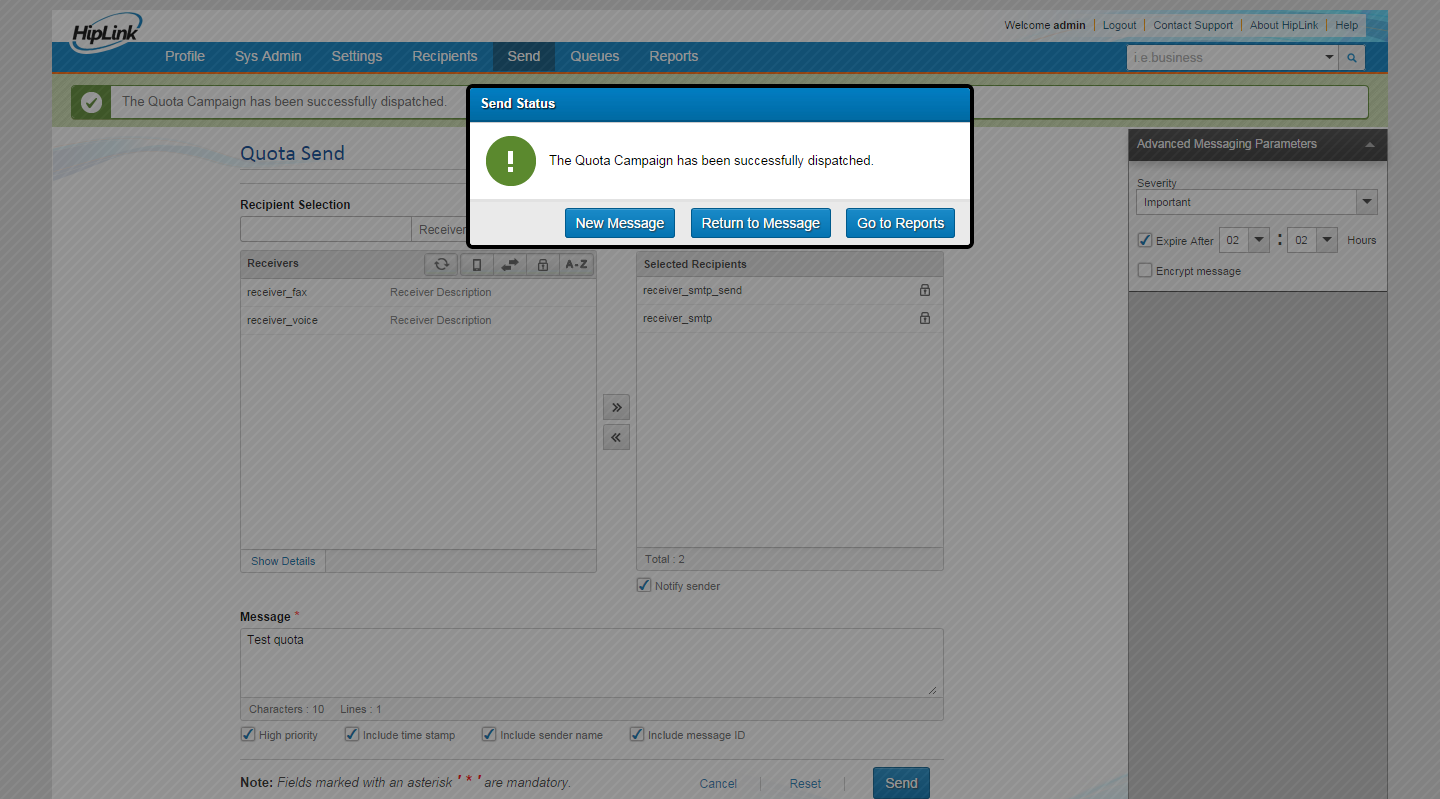 HipLink
Welcome admin Logout Contact Support About HipLink Help
Profile Sys Admin Settings Recipients Send Queues Reports i.e.business
The Quota Campaign has been successfully dispatched.
Send Status
The Quota Campaign has been successfully dispatched.
New Message Return to Message Go to Reports
Quota Send
Recipient Selection
Receiver
Receivers A-Z
receiver_fax Receiver Description
receiver_voice Receiver Description
Show Details
Selected Recipients
receiver_smtp_send
receiver_smtp
Total : 2
Notify sender
Message *
Test quota
Characters : 10 Lines : 1
High priority Include time stamp Include sender name Include message ID
Note: Fields marked with an asterisk ' * ' are mandatory.
Cancel Reset Send
Advanced Messaging Parameters
Severity
Important
Expire After 02 : 02 Hours
Encrypt message